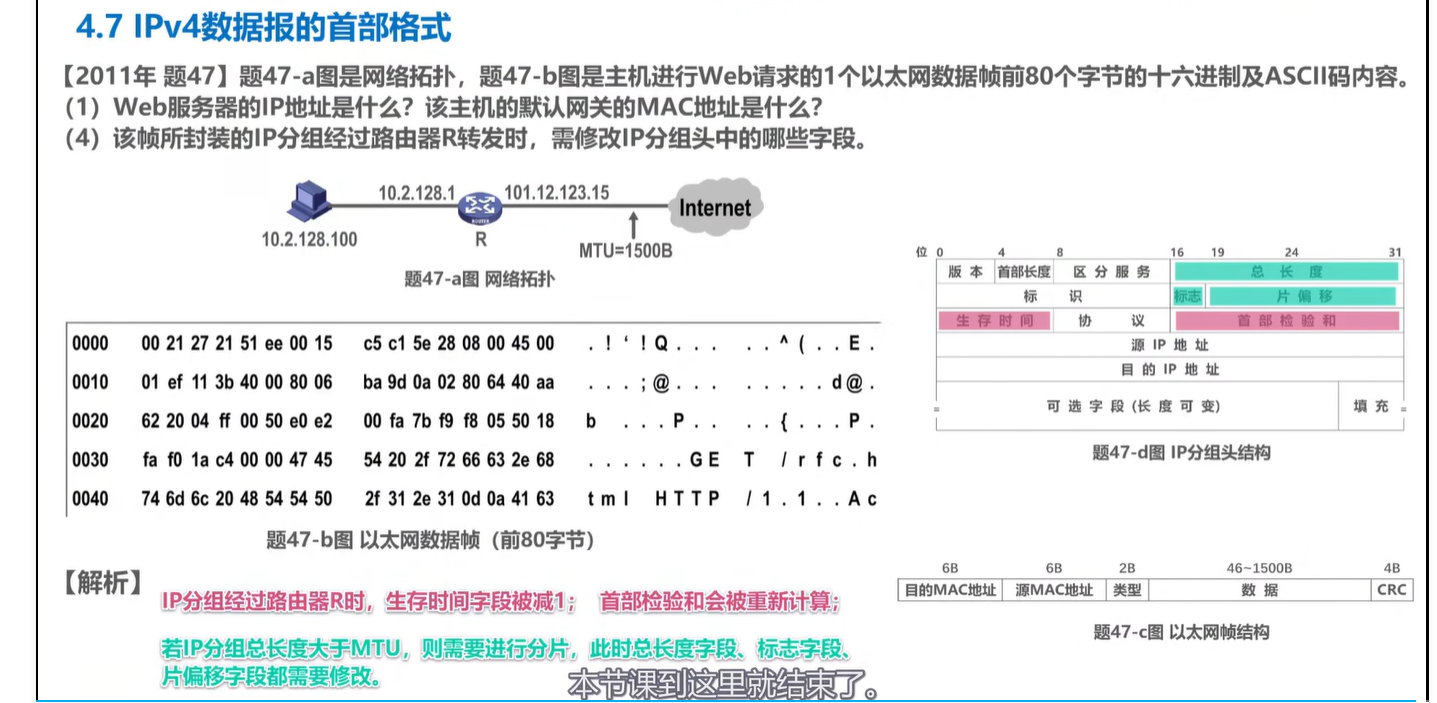 4.7 IPv4数据报的首部格式
【2011年 题47】题47-a图是网络拓扑，题47-b图是主机进行Web请求的1个以太网数据帧前80个字节的十六进制及ASCII码内容。
（1）Web服务器的IP地址是什么？该主机的默认网关的MAC地址是什么？
（4）该帧所封装的IP分组经过路由器R转发时，需修改IP分组头中的哪些字段。
10.2.128.1 101.12.123.15
Internet
ROUTER
10.2.128.100 R MTU=1500B
题47-a图 网络拓扑
位 0 4 8 16 19 24 31
版 本 首部长度 区 分 服 务 总 长 度
标 识 标志 片 偏 移
生 存 时 间 协 议 首 部 检 验 和
源 IP 地 址
目 的 IP 地 址
可 选 字 段 (长 度 可 变) 填 充
题47-d图 IP分组头结构
0000 00 21 27 21 51 ee 00 15 c5 c1 5e 28 08 00 45 00 . ! ‘ ! Q . . . . . ^ ( . . E .
0010 01 ef 11 3b 40 00 80 06 ba 9d 0a 02 80 64 40 aa . . . ; @ . . . . . . . . d @ .
0020 62 20 04 ff 00 50 e0 e2 00 fa 7b f9 f8 05 50 18 b . . . P . . . . { . . . P .
0030 fa f0 1a c4 00 00 47 45 54 20 2f 72 66 63 2e 68 . . . . . . G E T / r f c . h
0040 74 6d 6c 20 48 54 54 50 2f 31 2e 31 0d 0a 41 63 t m l H T T P / 1 . 1 . . A c
题47-b图 以太网数据帧（前80字节）
6B 6B 2B 46~1500B 4B
目的MAC地址 源MAC地址 类型 数 据 CRC
题47-c图 以太网帧结构
【解析】
IP分组经过路由器R时，生存时间字段被减1； 首部检验和会被重新计算；
若IP分组总长度大于MTU，则需要进行分片，此时总长度字段、标志字段、
片偏移字段都需要修改。
本节课到这里就结束了。